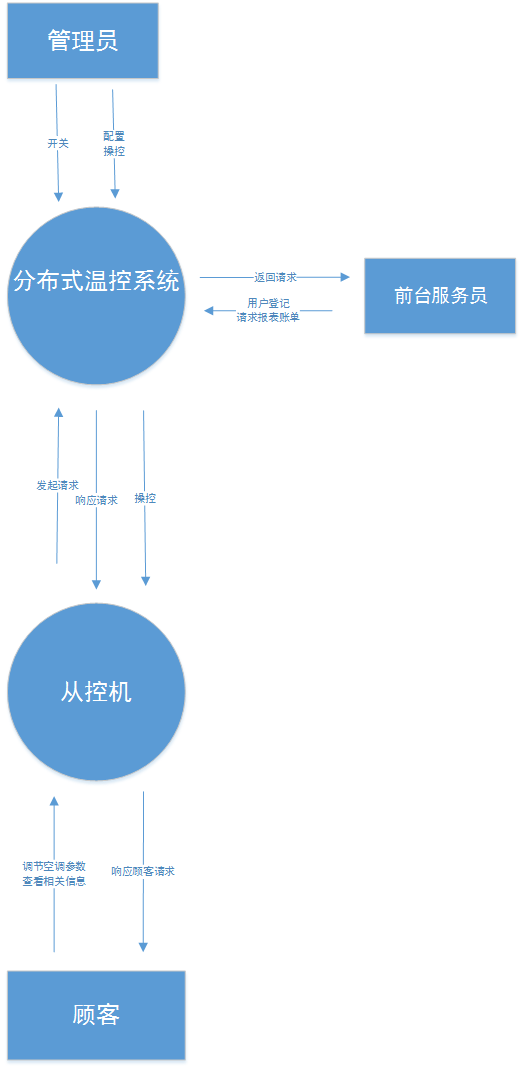 管理员
开关
配置
操控
分布式温控系统
返回请求
用户登记
请求报表账单
前台服务员
发起请求
响应请求
操控
从控机
调节空调参数
查看相关信息
响应顾客请求
顾客